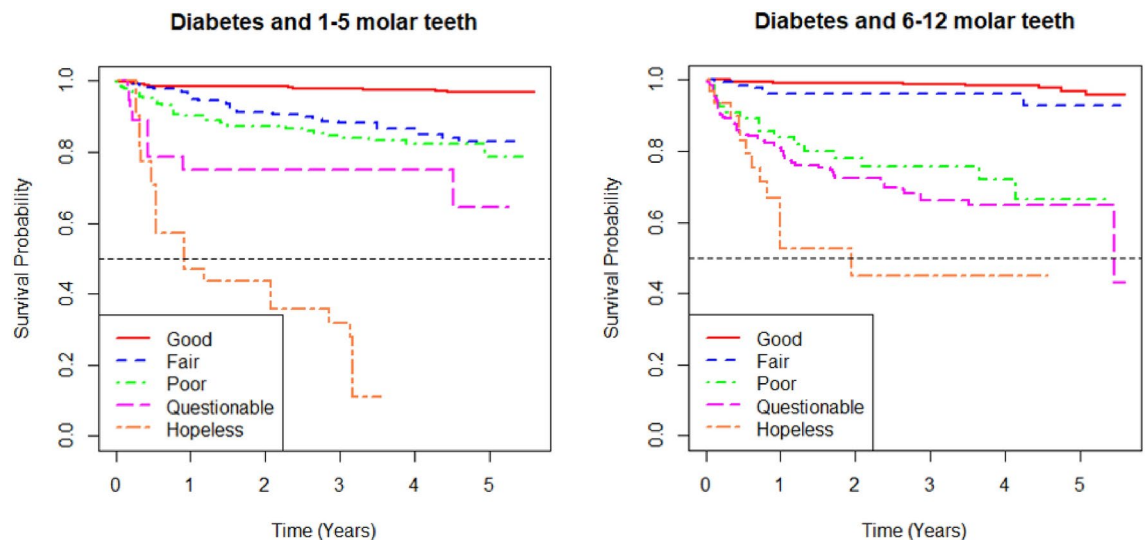 Diabetes and 1-5 molar teeth
Survival Probability
1.0
0.8
0.6
0.4
0.2
0.0
Good
Fair
Poor
Questionable
Hopeless
0 1 2 3 4 5
Time (Years)
Diabetes and 6-12 molar teeth
Survival Probability
1.0
0.8
0.6
0.4
0.2
0.0
Good
Fair
Poor
Questionable
Hopeless
0 1 2 3 4 5
Time (Years)